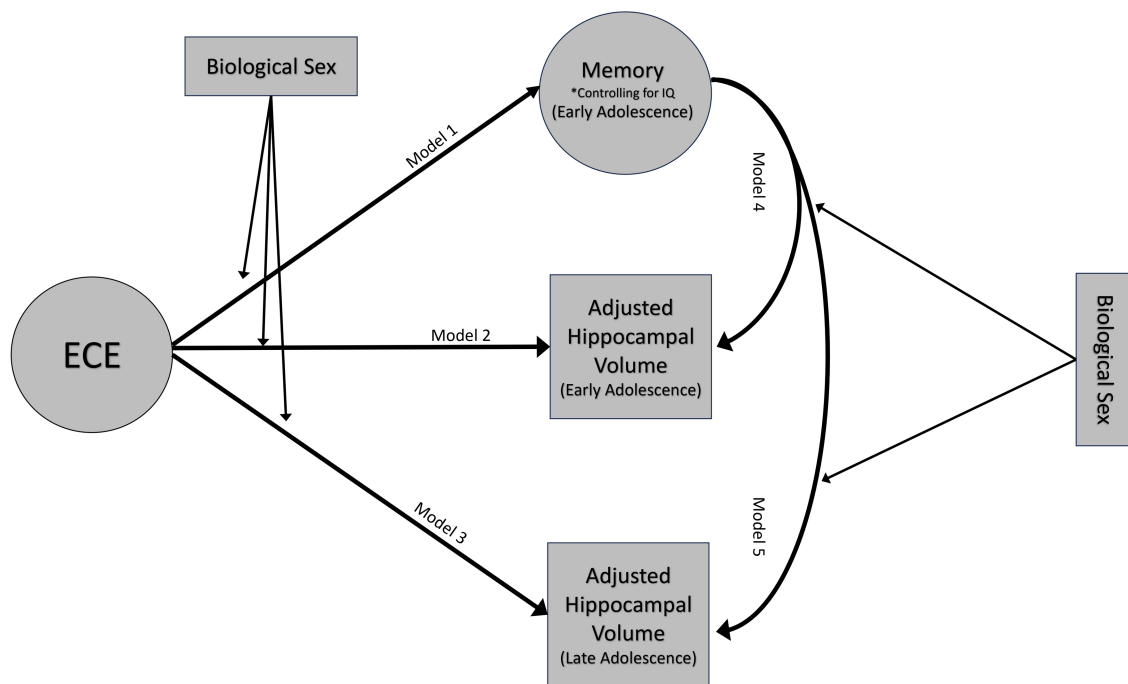 Biological Sex
Memory
*Controlling for IQ
(Early Adolescence)
Model 1
Model 4
ECE
Model 2
Adjusted
Hippocampal
Volume
(Early Adolescence)
Biological Sex
Model 3
Model 5
Adjusted
Hippocampal
Volume
(Late Adolescence)